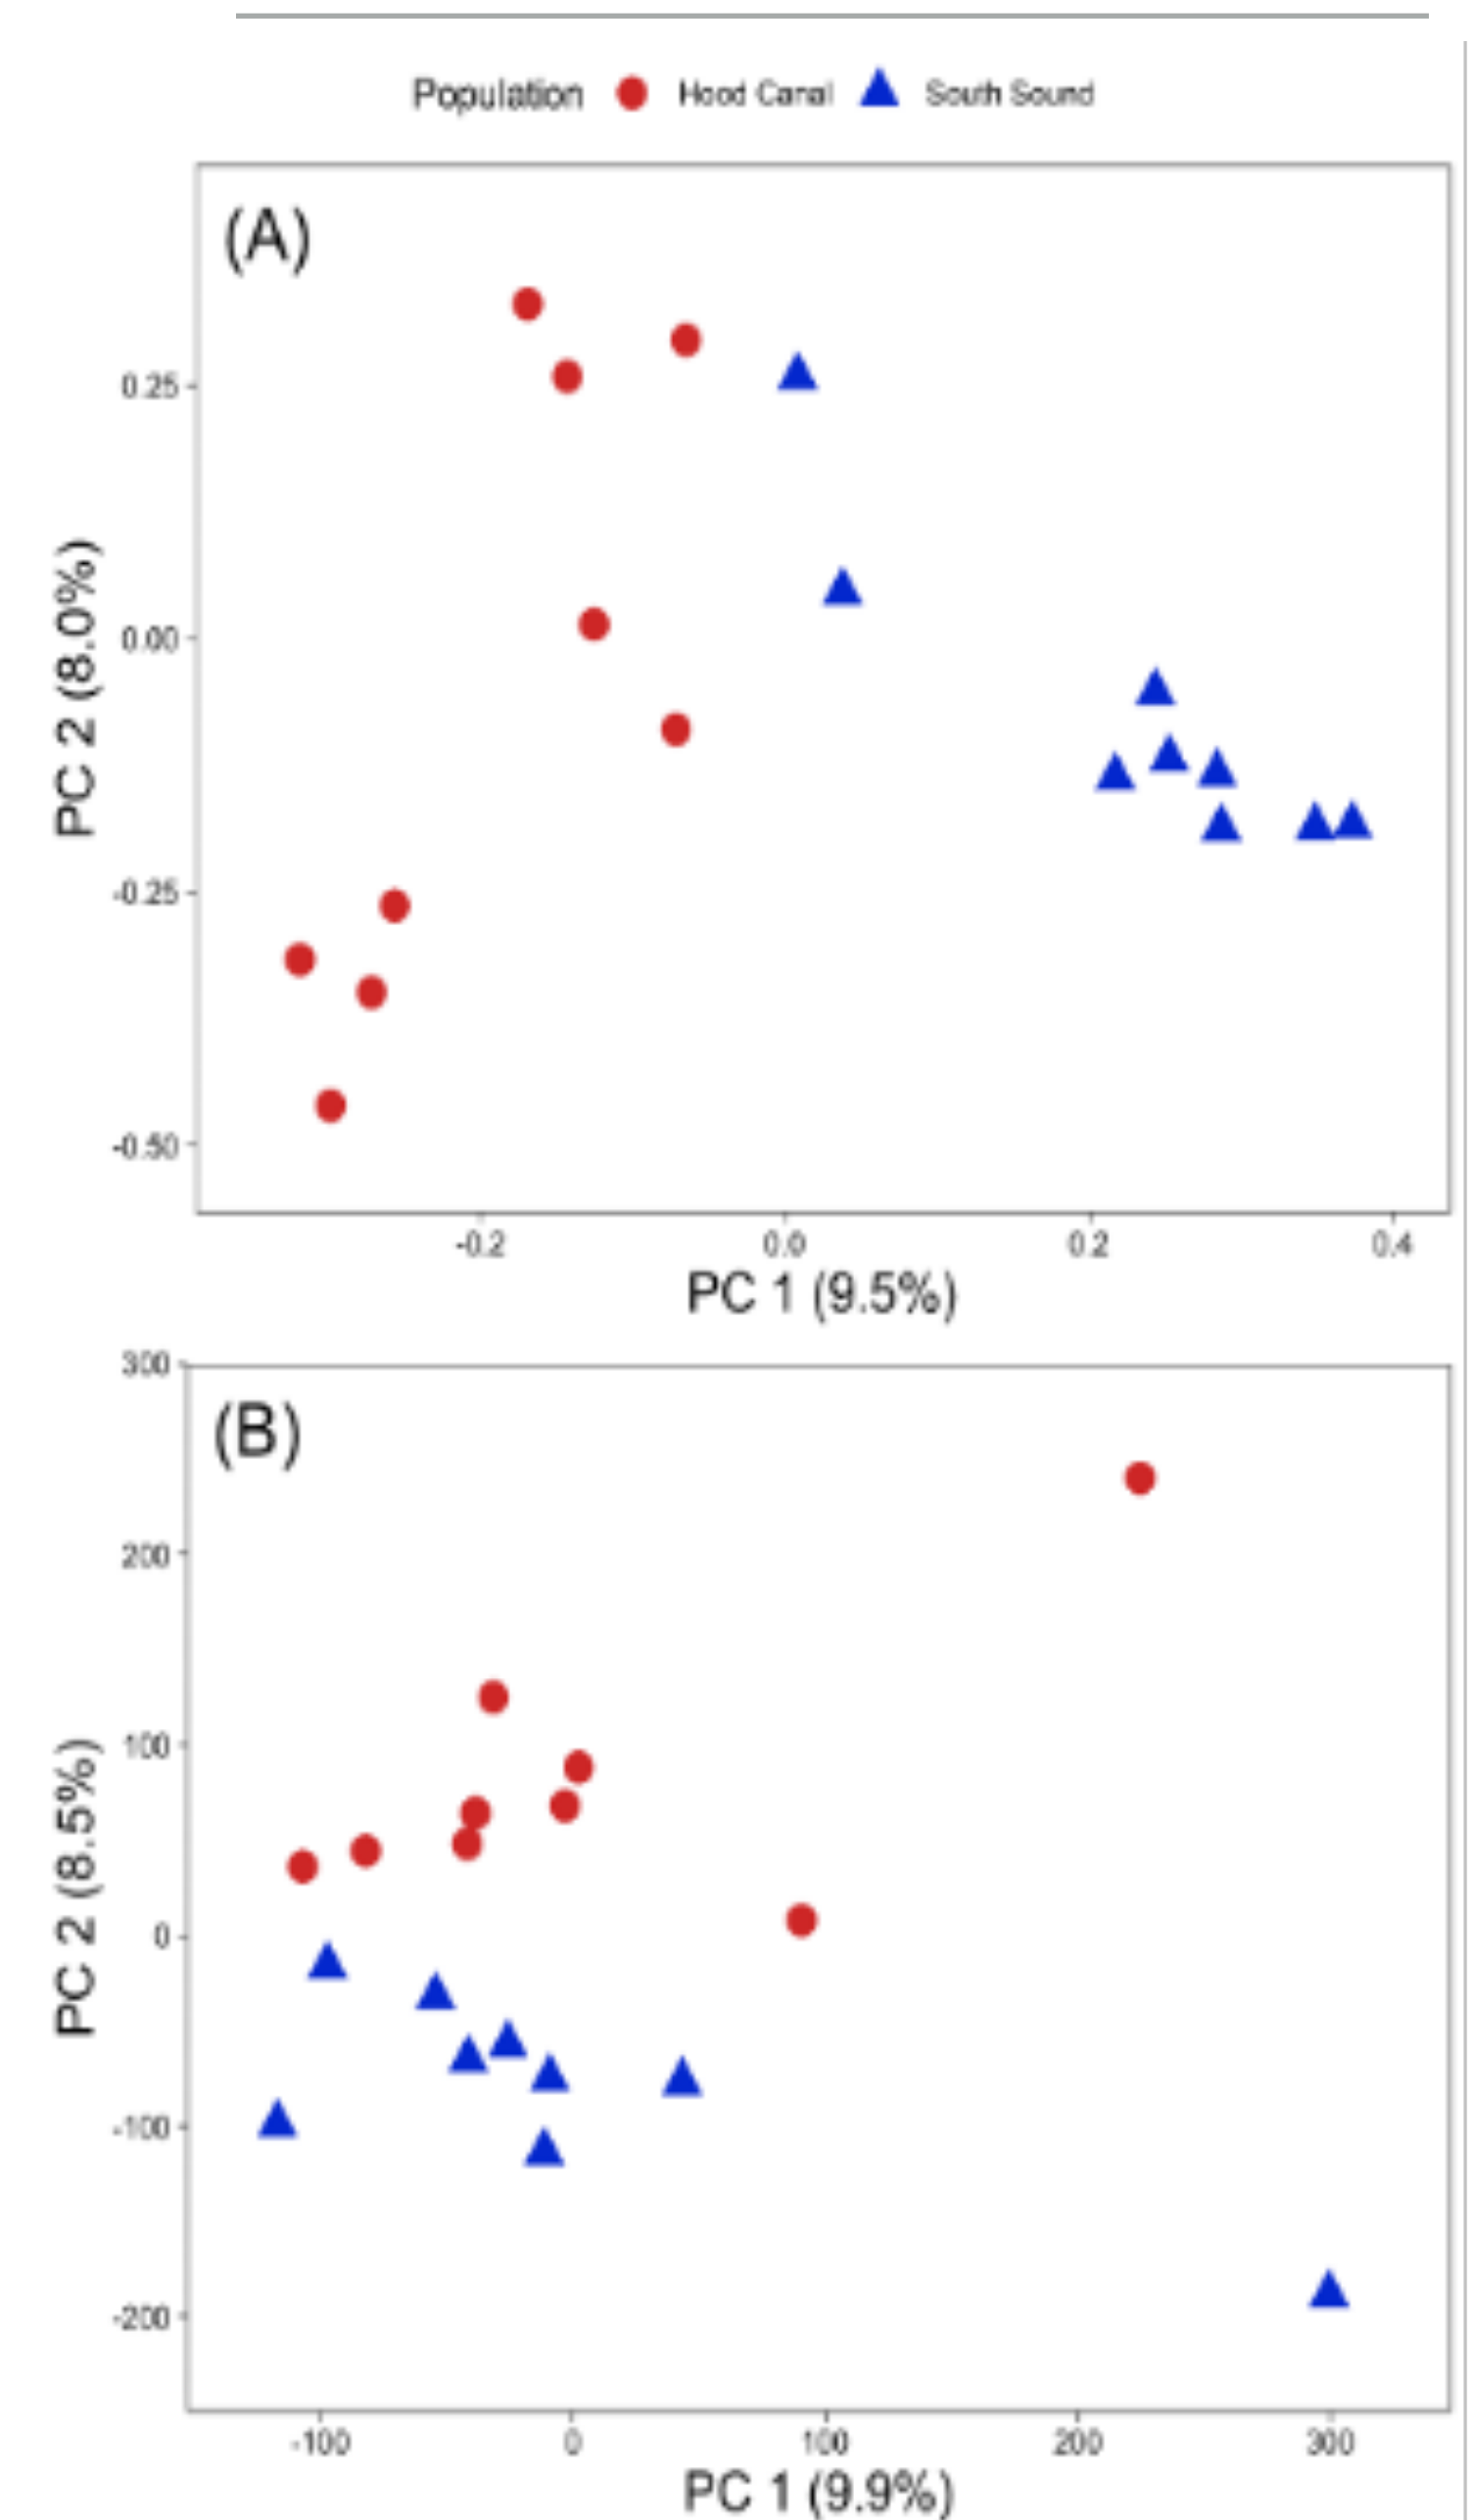 Population Hood Canal South Sound
(A)
0.25
0.00
-0.25
-0.50
PC 2 (8.0%)
-0.2 0.0 0.2 0.4
PC 1 (9.5%)
300
(B)
200
100
0
-100
-200
PC 2 (8.5%)
-100 0 100 200 300
PC 1 (9.9%)